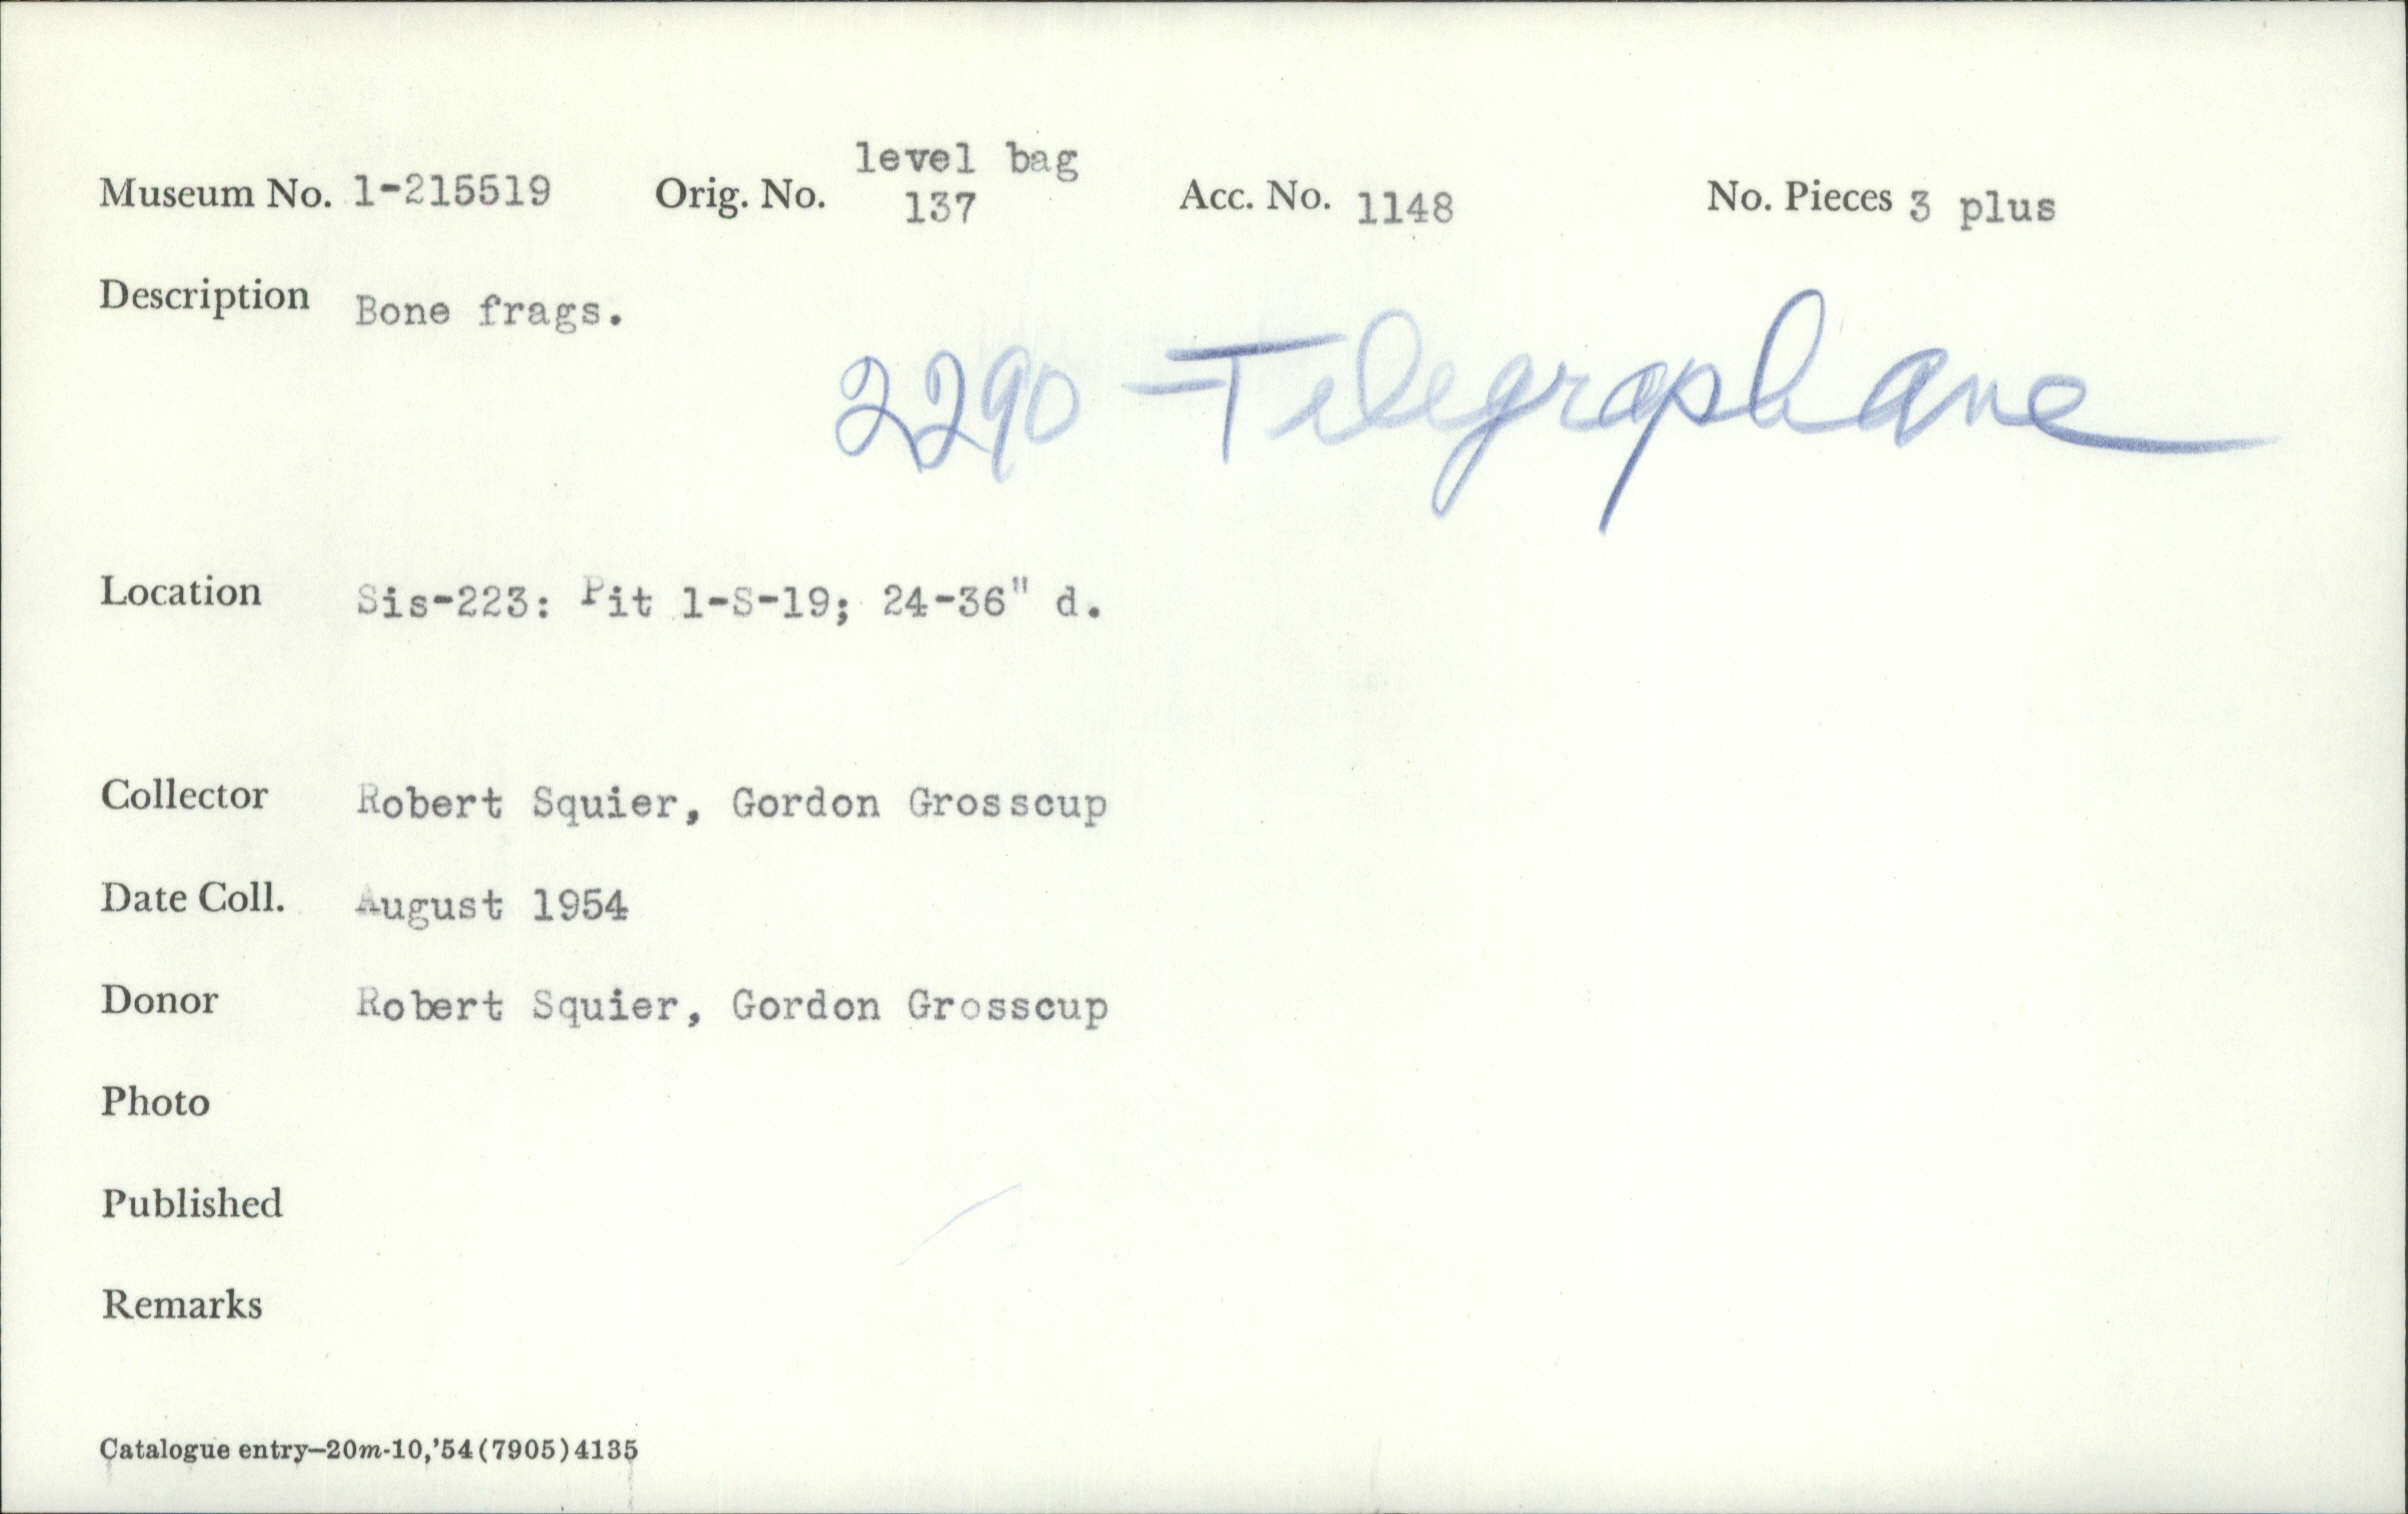 level bag
Museum No. 1-215519 Orig. No. 137 Acc. No. 1148 No. Pieces 3 plus
Description Bone frags.
2290 Telegraph Ave
Location Sis-223: Pit 1-S-19; 24-36" d.
Collector Robert Squier, Gordon Grosscup
Date Coll. August 1954
Donor Robert Squier, Gordon Grosscup
Photo
Published
Remarks
Catalogue entry—20m-10,'54(7905)4135